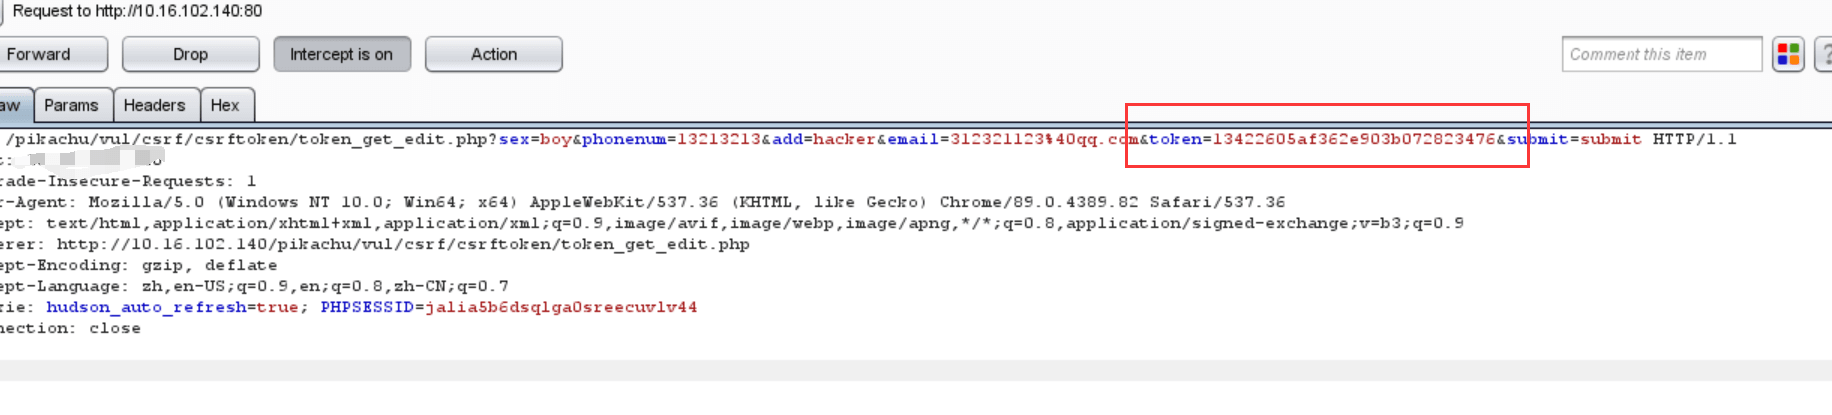 Request to http://10.16.102.140:80
Forward Drop Intercept is on Action Comment this item ?
aw Params Headers Hex
/pikachu/vul/csrf/csrftoken/token_get_edit.php?sex=boy&phonenum=13213213&add=hacker&email=312321123%40qq.com&token=13422605af362e903b072823476&submit=submit HTTP/1.1
t:
rade-Insecure-Requests: 1
r-Agent: Mozilla/5.0 (Windows NT 10.0; Win64; x64) AppleWebKit/537.36 (KHTML, like Gecko) Chrome/89.0.4389.82 Safari/537.36
ept: text/html,application/xhtml+xml,application/xml;q=0.9,image/avif,image/webp,image/apng,*/*;q=0.8,application/signed-exchange;v=b3;q=0.9
erer: http://10.16.102.140/pikachu/vul/csrf/csrftoken/token_get_edit.php
ept-Encoding: gzip, deflate
ept-Language: zh,en-US;q=0.9,en;q=0.8,zh-CN;q=0.7
kie: hudson_auto_refresh=true; PHPSESSID=jalia5b6dsqlga0sreecuvlv44
nection: close